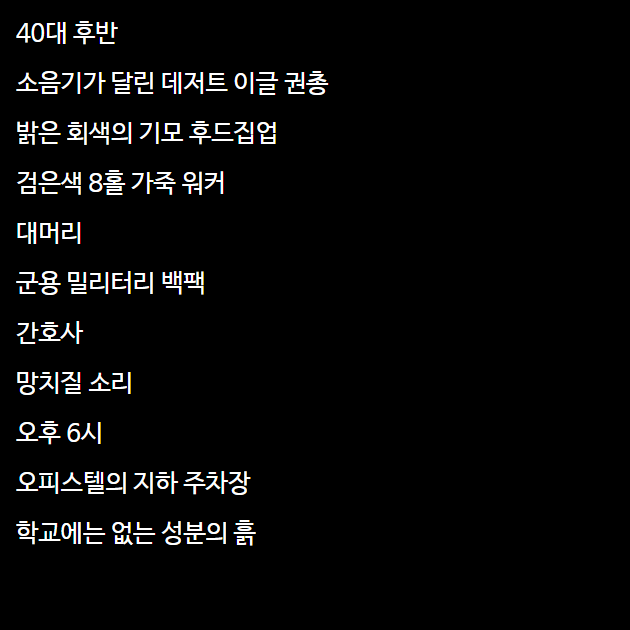 40대 후반
소음기가 달린 데저트 이글 권총
밝은 회색의 기모 후드집업
검은색 8홀 가죽 워커
대머리
군용 밀리터리 백팩
간호사
망치질 소리
오후 6시
오피스텔의 지하 주차장
학교에는 없는 성분의 흙